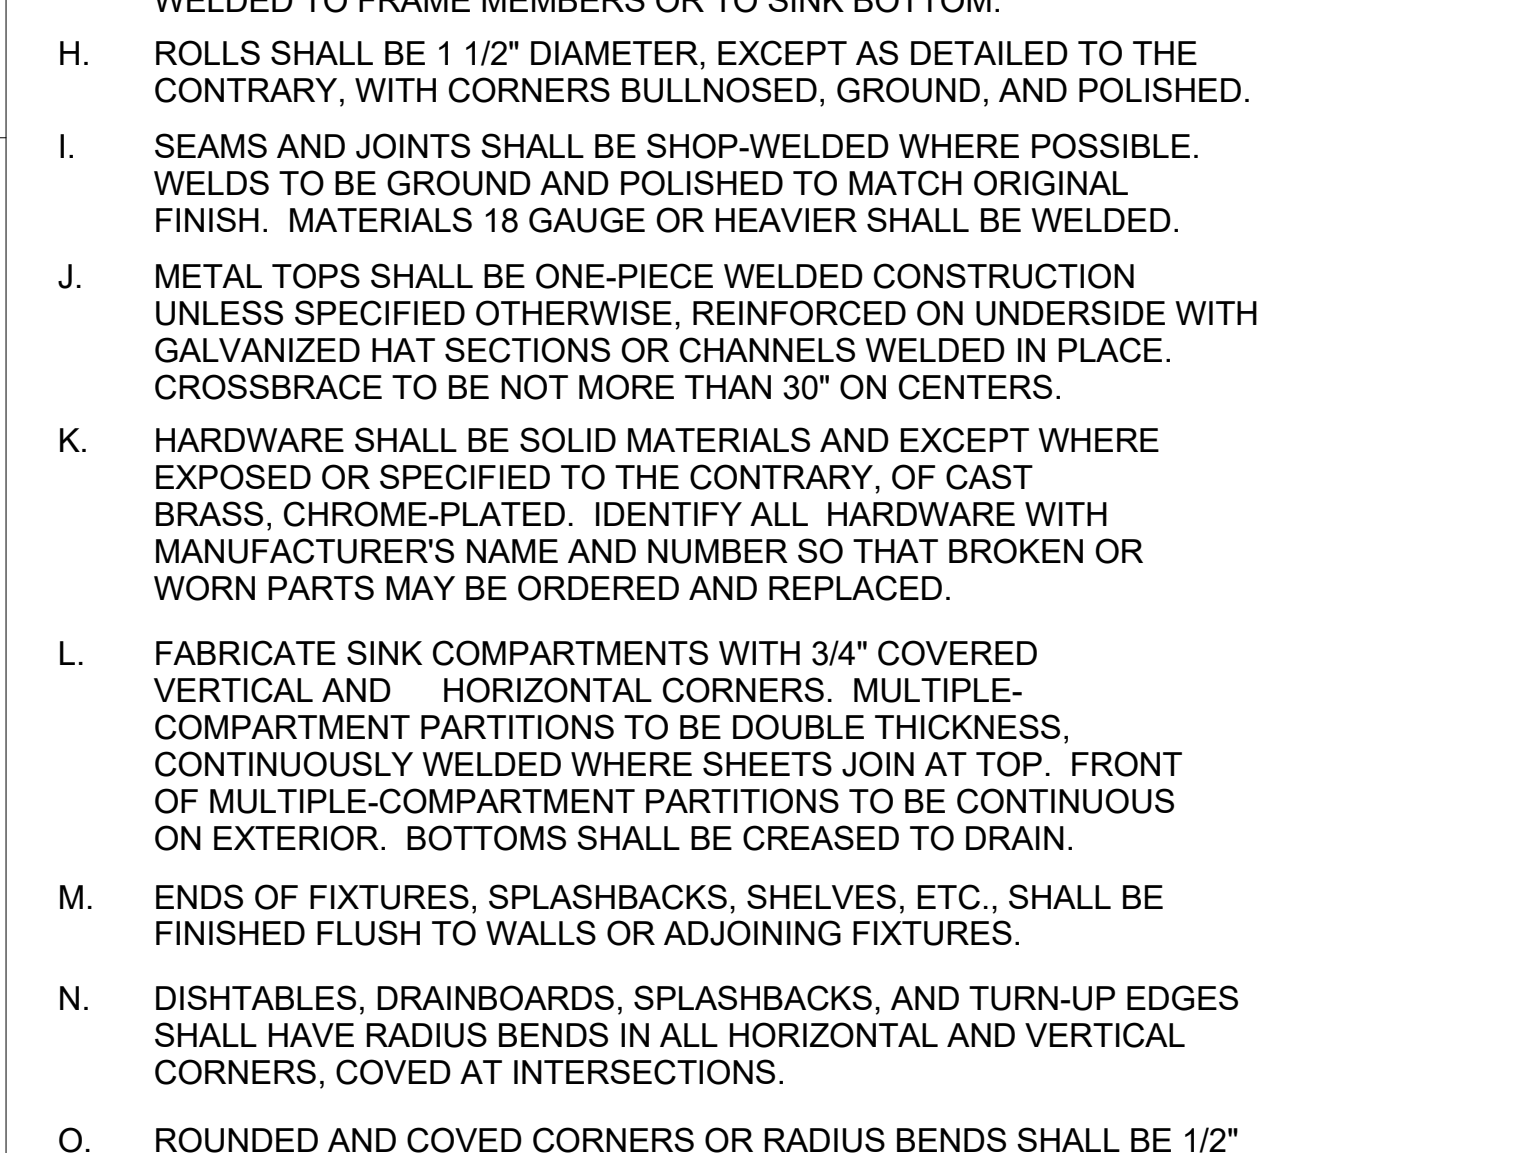 WELDED TO FRAME MEMBERS OR TO SINK BOTTOM.
H. ROLLS SHALL BE 1 1/2" DIAMETER, EXCEPT AS DETAILED TO THE
CONTRARY, WITH CORNERS BULLNOSED, GROUND, AND POLISHED.
I. SEAMS AND JOINTS SHALL BE SHOP-WELDED WHERE POSSIBLE.
WELDS TO BE GROUND AND POLISHED TO MATCH ORIGINAL
FINISH.  MATERIALS 18 GAUGE OR HEAVIER SHALL BE WELDED.
J. METAL TOPS SHALL BE ONE-PIECE WELDED CONSTRUCTION
UNLESS SPECIFIED OTHERWISE, REINFORCED ON UNDERSIDE WITH
GALVANIZED HAT SECTIONS OR CHANNELS WELDED IN PLACE.
CROSSBRACE TO BE NOT MORE THAN 30" ON CENTERS.
K. HARDWARE SHALL BE SOLID MATERIALS AND EXCEPT WHERE
EXPOSED OR SPECIFIED TO THE CONTRARY, OF CAST
BRASS, CHROME-PLATED.  IDENTIFY ALL  HARDWARE WITH
MANUFACTURER'S NAME AND NUMBER SO THAT BROKEN OR
WORN PARTS MAY BE ORDERED AND REPLACED.
L. FABRICATE SINK COMPARTMENTS WITH 3/4" COVERED
VERTICAL AND      HORIZONTAL CORNERS.  MULTIPLE-
COMPARTMENT PARTITIONS TO BE DOUBLE THICKNESS,
CONTINUOUSLY WELDED WHERE SHEETS JOIN AT TOP.  FRONT
OF MULTIPLE-COMPARTMENT PARTITIONS TO BE CONTINUOUS
ON EXTERIOR.  BOTTOMS SHALL BE CREASED TO DRAIN.
M. ENDS OF FIXTURES, SPLASHBACKS, SHELVES, ETC., SHALL BE
FINISHED FLUSH TO WALLS OR ADJOINING FIXTURES.
N. DISHTABLES, DRAINBOARDS, SPLASHBACKS, AND TURN-UP EDGES
SHALL HAVE RADIUS BENDS IN ALL HORIZONTAL AND VERTICAL
CORNERS, COVED AT INTERSECTIONS.
O. ROUNDED AND COVED CORNERS OR RADIUS BENDS SHALL BE 1/2"